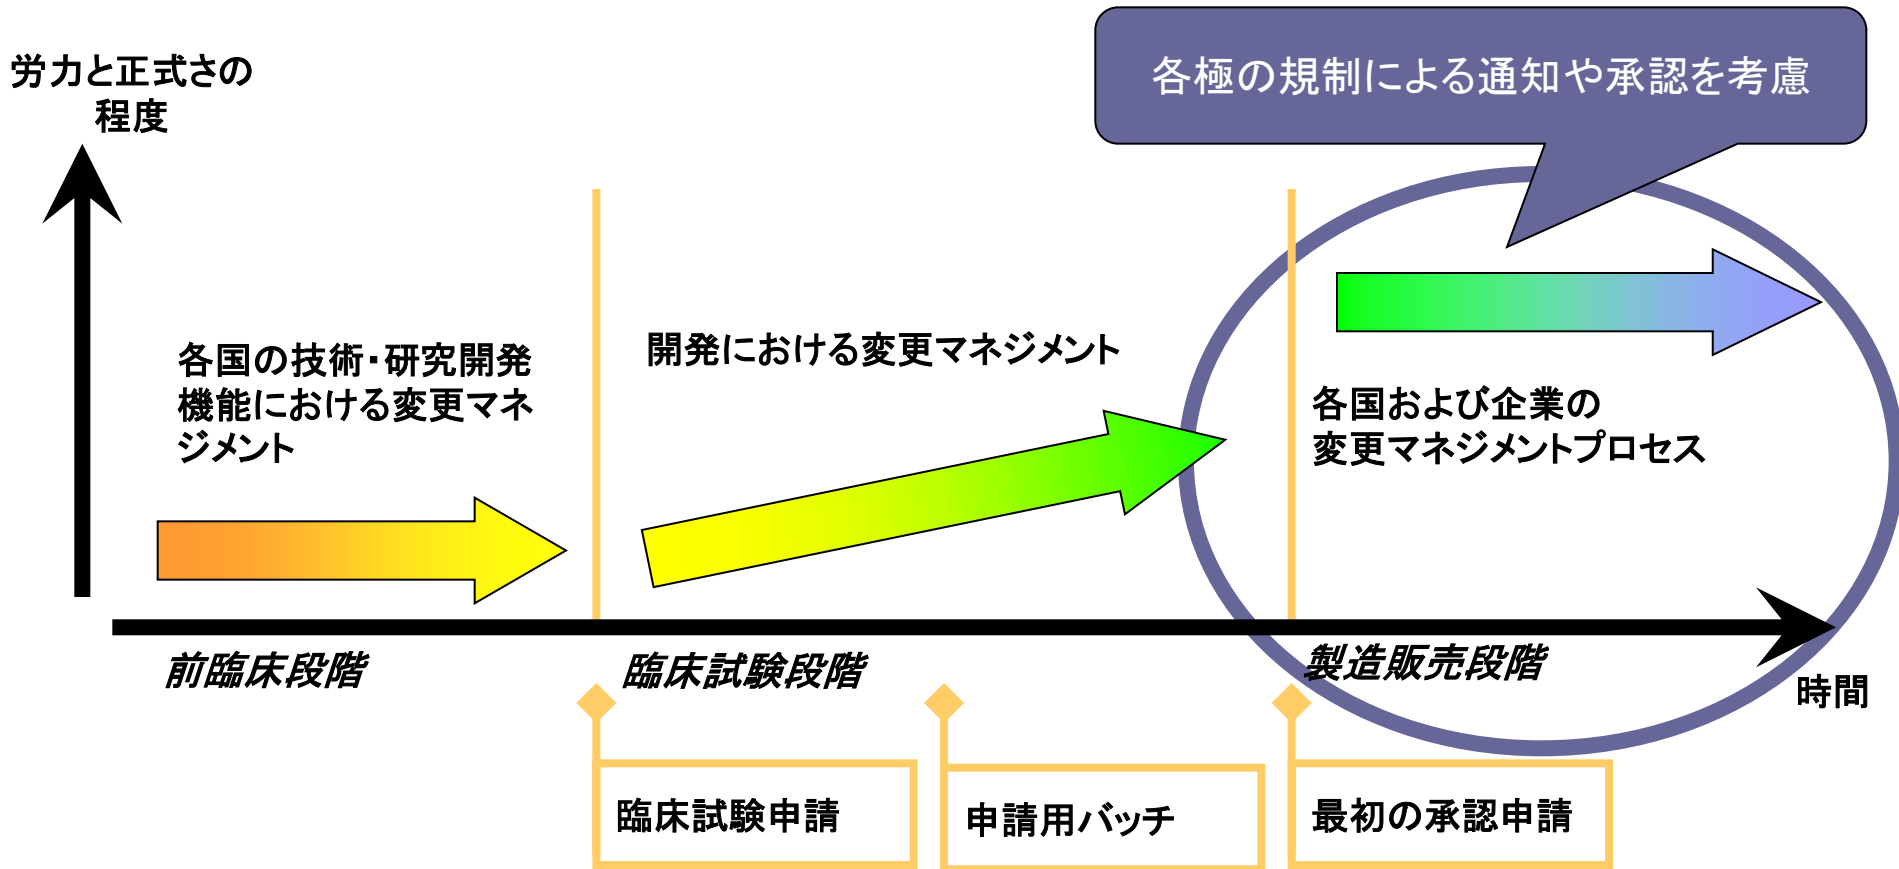 労力と正式さの
程度
各極の規制による通知や承認を考慮
各国の技術・研究開発
機能における変更マネ
ジメント
開発における変更マネジメント
各国および企業の
変更マネジメントプロセス
前臨床段階
臨床試験段階
製造販売段階
時間
臨床試験申請
申請用バッチ
最初の承認申請